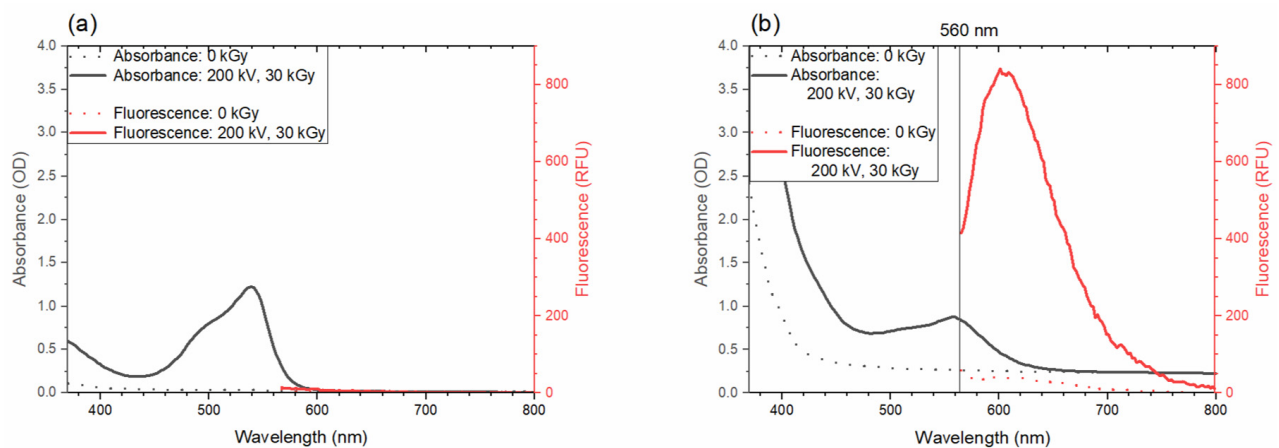 (a)
4.0
3.5
3.0
2.5
2.0
1.5
1.0
0.5
0.0
Absorbance (OD)
Absorbance: 0 kGy
Absorbance: 200 kV, 30 kGy
Fluorescence: 0 kGy
Fluorescence: 200 kV, 30 kGy
800
600
400
200
0
Fluorescence (RFU)
400 500 600 700 800
Wavelength (nm)
(b)
560 nm
4.0
3.5
3.0
2.5
2.0
1.5
1.0
0.5
0.0
Absorbance (OD)
Absorbance: 0 kGy
Absorbance:
200 kV, 30 kGy
Fluorescence: 0 kGy
Fluorescence:
200 kV, 30 kGy
800
600
400
200
0
Fluorescence (RFU)
400 500 600 700 800
Wavelength (nm)